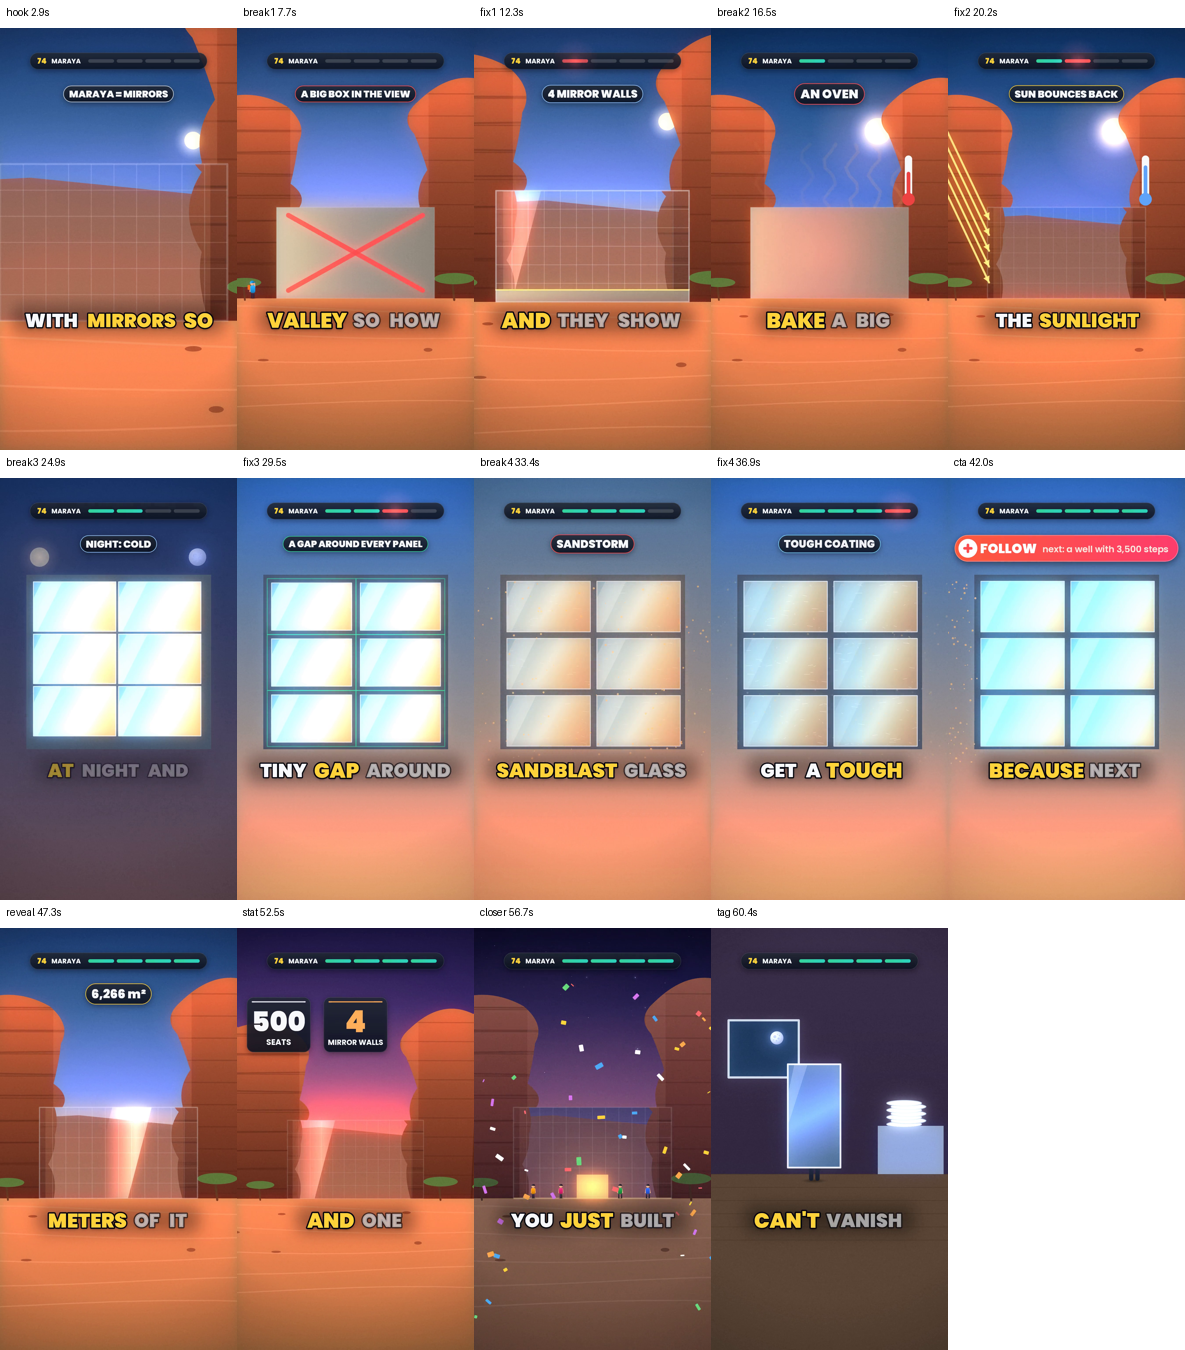 hook 2.9s
74 MARAYA
MARAYA = MIRRORS
WITH MIRRORS SO
break1 7.7s
74 MARAYA
A BIG BOX IN THE VIEW
VALLEY SO HOW
fix1 12.3s
74 MARAYA
4 MIRROR WALLS
AND THEY SHOW
break2 16.5s
74 MARAYA
AN OVEN
BAKE A BIG
fix2 20.2s
74 MARAYA
SUN BOUNCES BACK
THE SUNLIGHT
break3 24.9s
74 MARAYA
NIGHT: COLD
AT NIGHT AND
fix3 29.5s
74 MARAYA
A GAP AROUND EVERY PANEL
TINY GAP AROUND
break4 33.4s
74 MARAYA
SANDSTORM
SANDBLAST GLASS
fix4 36.9s
74 MARAYA
TOUGH COATING
GET A TOUGH
cta 42.0s
74 MARAYA
FOLLOW next: a well with 3,500 steps
BECAUSE NEXT
reveal 47.3s
74 MARAYA
6,266 m²
METERS OF IT
stat 52.5s
74 MARAYA
500
SEATS
4
MIRROR WALLS
AND ONE
closer 56.7s
74 MARAYA
YOU JUST BUILT
tag 60.4s
74 MARAYA
CAN'T VANISH